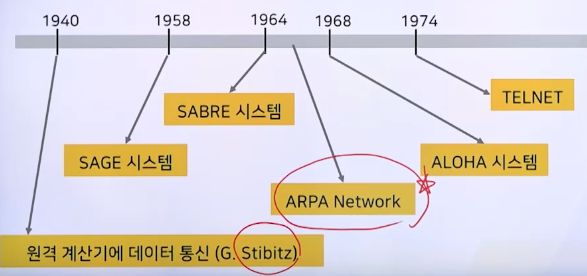 1940
1958
1964
1968
1974
TELNET
SABRE 시스템
SAGE 시스템
ALOHA 시스템
ARPA Network
원격 계산기에 데이터 통신 (G. Stibitz)